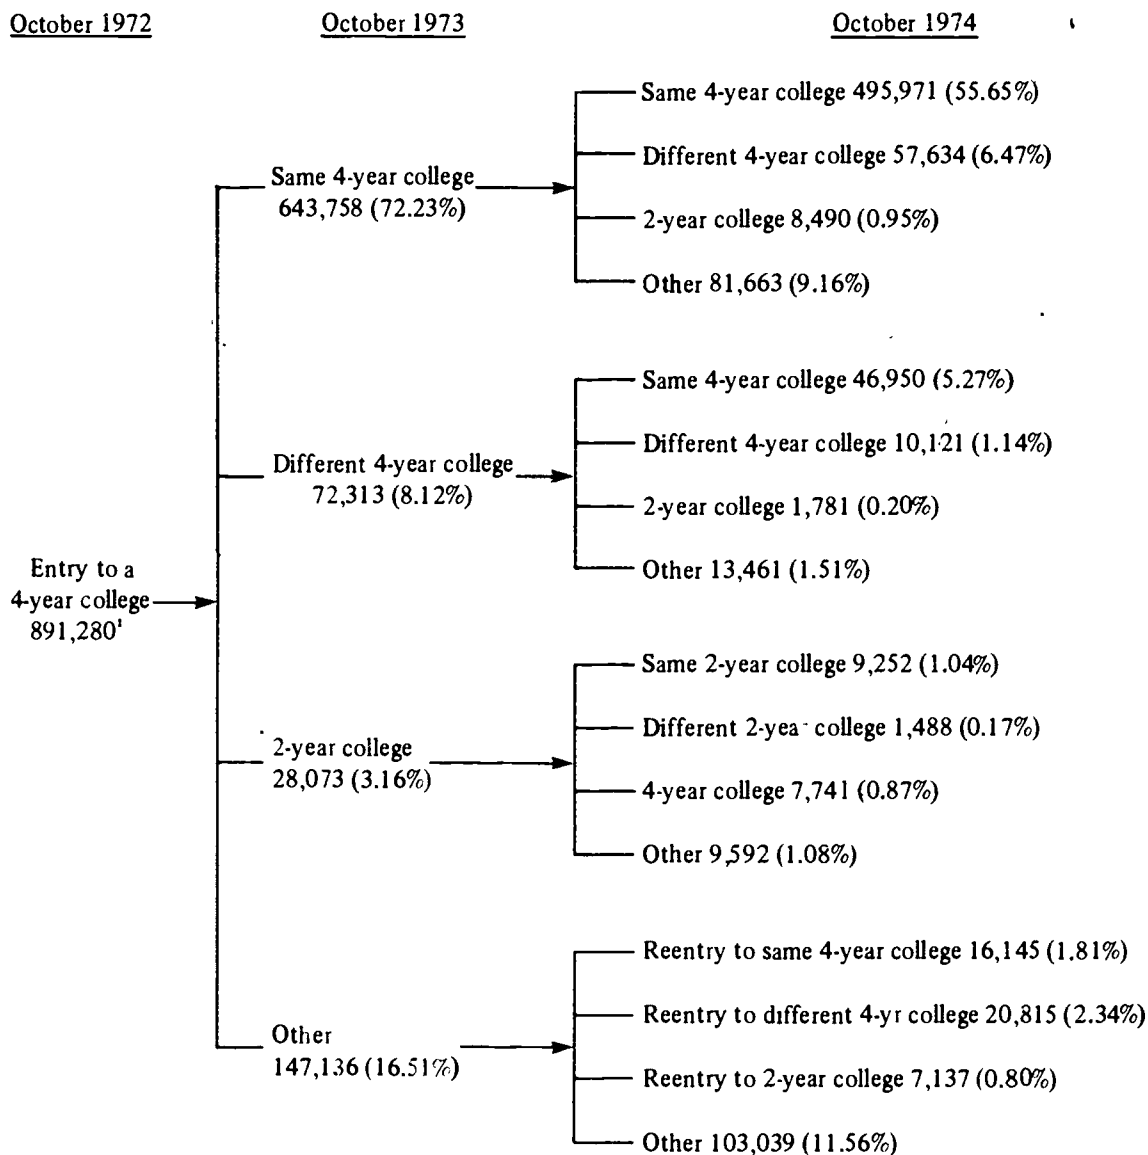 October 1972
October 1973
October 1974
Entry to a
4-year college
891,280¹
Same 4-year college
643,758 (72.23%)
Same 4-year college 495,971 (55.65%)
Different 4-year college 57,634 (6.47%)
2-year college 8,490 (0.95%)
Other 81,663 (9.16%)
Different 4-year college
72,313 (8.12%)
Same 4-year college 46,950 (5.27%)
Different 4-year college 10,121 (1.14%)
2-year college 1,781 (0.20%)
Other 13,461 (1.51%)
2-year college
28,073 (3.16%)
Same 2-year college 9,252 (1.04%)
Different 2-yea college 1,488 (0.17%)
4-year college 7,741 (0.87%)
Other 9,592 (1.08%)
Other
147,136 (16.51%)
Reentry to same 4-year college 16,145 (1.81%)
Reentry to different 4-yr college 20,815 (2.34%)
Reentry to 2-year college 7,137 (0.80%)
Other 103,039 (11.56%)